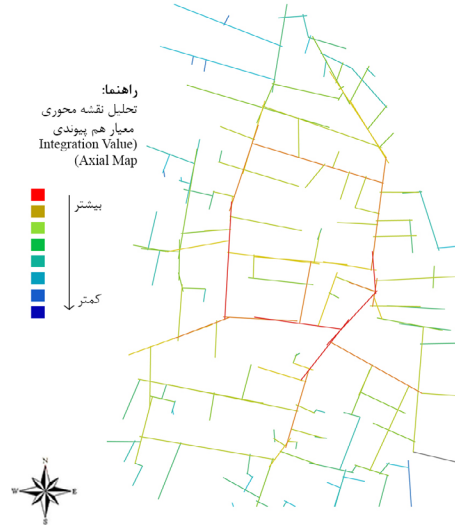 راهنما:
تحلیل نقشه محوری
معیار هم پیوندی
Integration Value)
(Axial Map
بیشتر
کمتر
N
W E
S